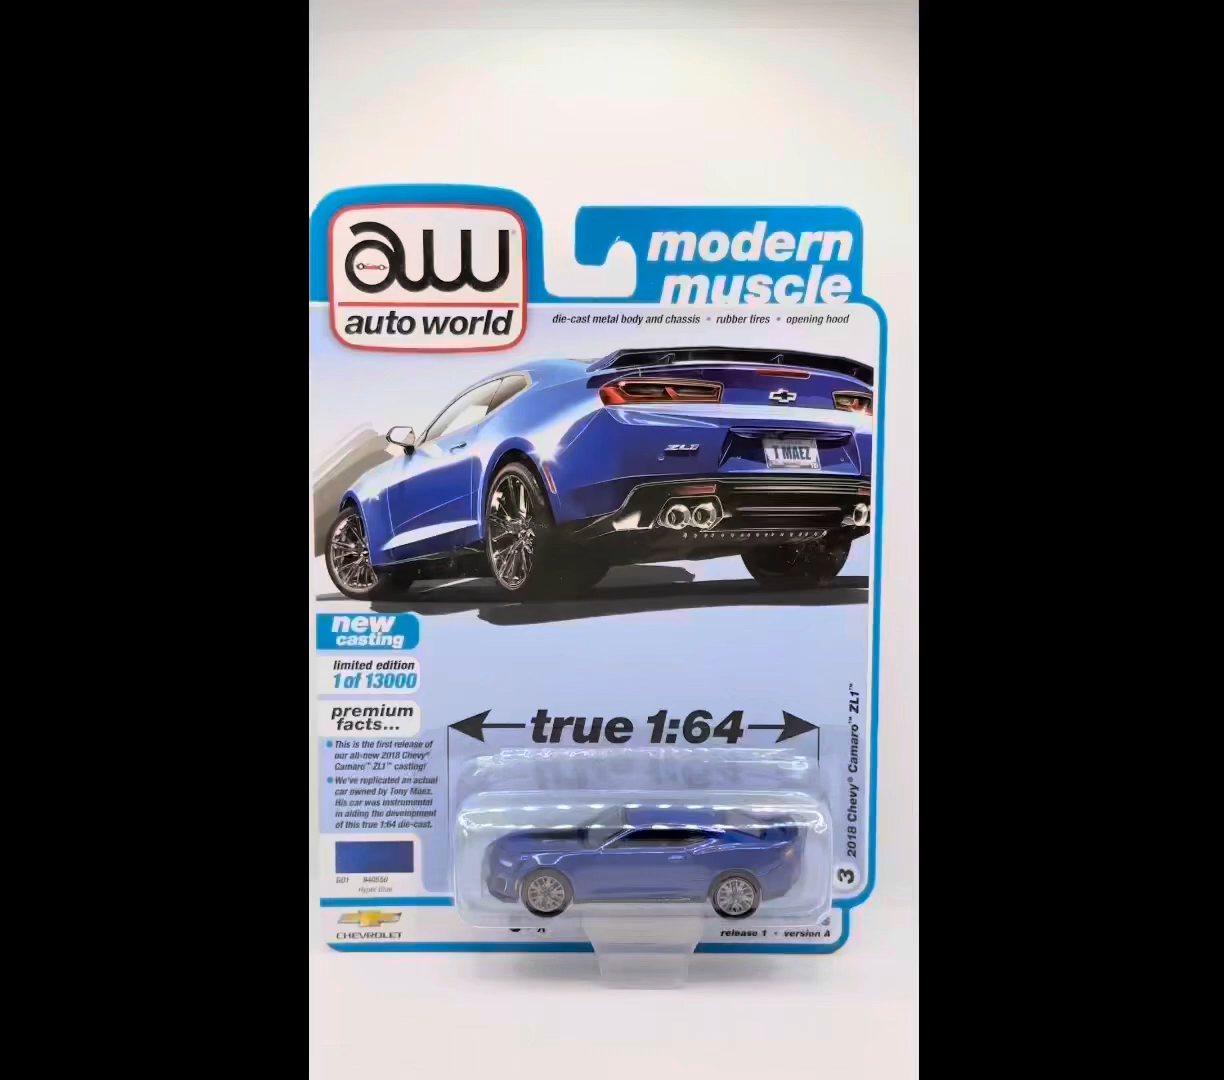 aw
auto world
modern
muscle
die-cast metal body and chassis • rubber tires • opening hood
ZL1
T MAEZ
new
casting
limited edition
1 of 13000
premium
facts...
• This is the first release of
our all-new 2018 Chevy®
Camaro™ ZL1™ casting!
• We've replicated an actual
car owned by Tony Maez.
His car was instrumental
in aiding the development
of this true 1:64 die-cast.
true 1:64
2018 Chevy® Camaro™ ZL1™
3
Hyper Blue
CHEVROLET
release 1 • version A